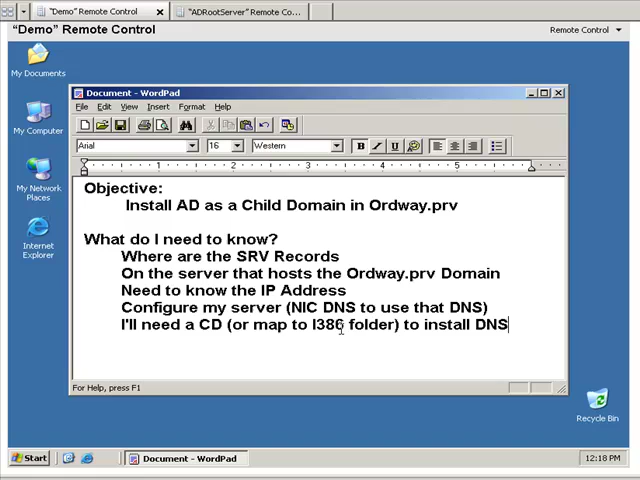 "Demo" Remote Control
"ADRootServer" Remote Co...
"Demo" Remote Control
Remote Control
My Documents
My Computer
My Network
Places
Internet
Explorer
Document - WordPad
File Edit View Insert Format Help
Arial
16
Western
B I U
1 2 3 4 5
Objective:
Install AD as a Child Domain in Ordway.prv
What do I need to know?
Where are the SRV Records
On the server that hosts the Ordway.prv Domain
Need to know the IP Address
Configure my server (NIC DNS to use that DNS)
I'll need a CD (or map to I386 folder) to install DNS
For Help, press F1
Recycle Bin
Start
Document - WordPad
12:18 PM